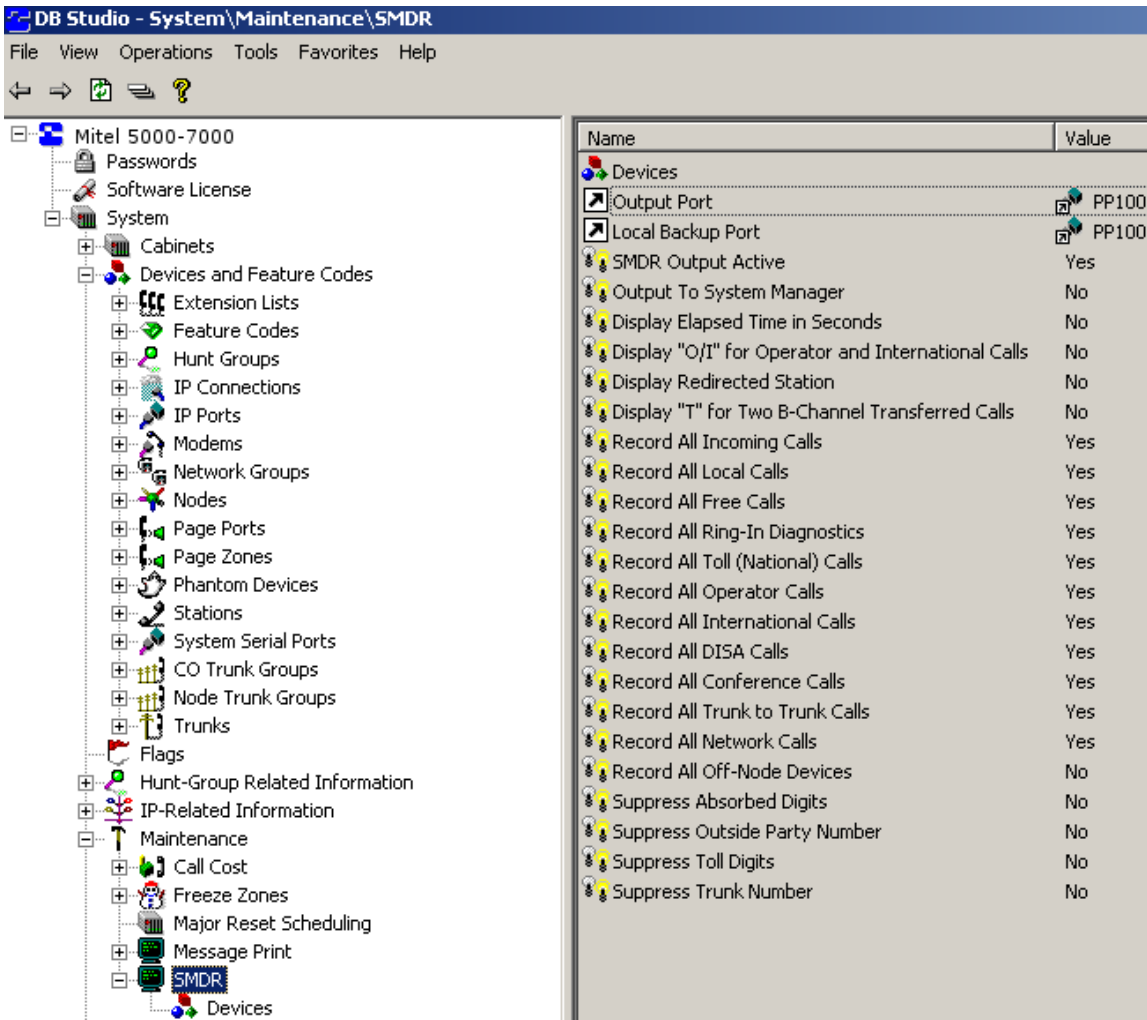 DB Studio - System\Maintenance\SMDR
File View Operations Tools Favorites Help
Mitel 5000-7000
Passwords
Software License
System
Cabinets
Devices and Feature Codes
Extension Lists
Feature Codes
Hunt Groups
IP Connections
IP Ports
Modems
Network Groups
Nodes
Page Ports
Page Zones
Phantom Devices
Stations
System Serial Ports
CO Trunk Groups
Node Trunk Groups
Trunks
Flags
Hunt-Group Related Information
IP-Related Information
Maintenance
Call Cost
Freeze Zones
Major Reset Scheduling
Message Print
SMDR
Devices
Name Value
Devices
Output Port PP100
Local Backup Port PP100
SMDR Output Active Yes
Output To System Manager No
Display Elapsed Time in Seconds No
Display "O/I" for Operator and International Calls No
Display Redirected Station No
Display "T" for Two B-Channel Transferred Calls No
Record All Incoming Calls Yes
Record All Local Calls Yes
Record All Free Calls Yes
Record All Ring-In Diagnostics Yes
Record All Toll (National) Calls Yes
Record All Operator Calls Yes
Record All International Calls Yes
Record All DISA Calls Yes
Record All Conference Calls Yes
Record All Trunk to Trunk Calls Yes
Record All Network Calls Yes
Record All Off-Node Devices No
Suppress Absorbed Digits No
Suppress Outside Party Number No
Suppress Toll Digits No
Suppress Trunk Number No